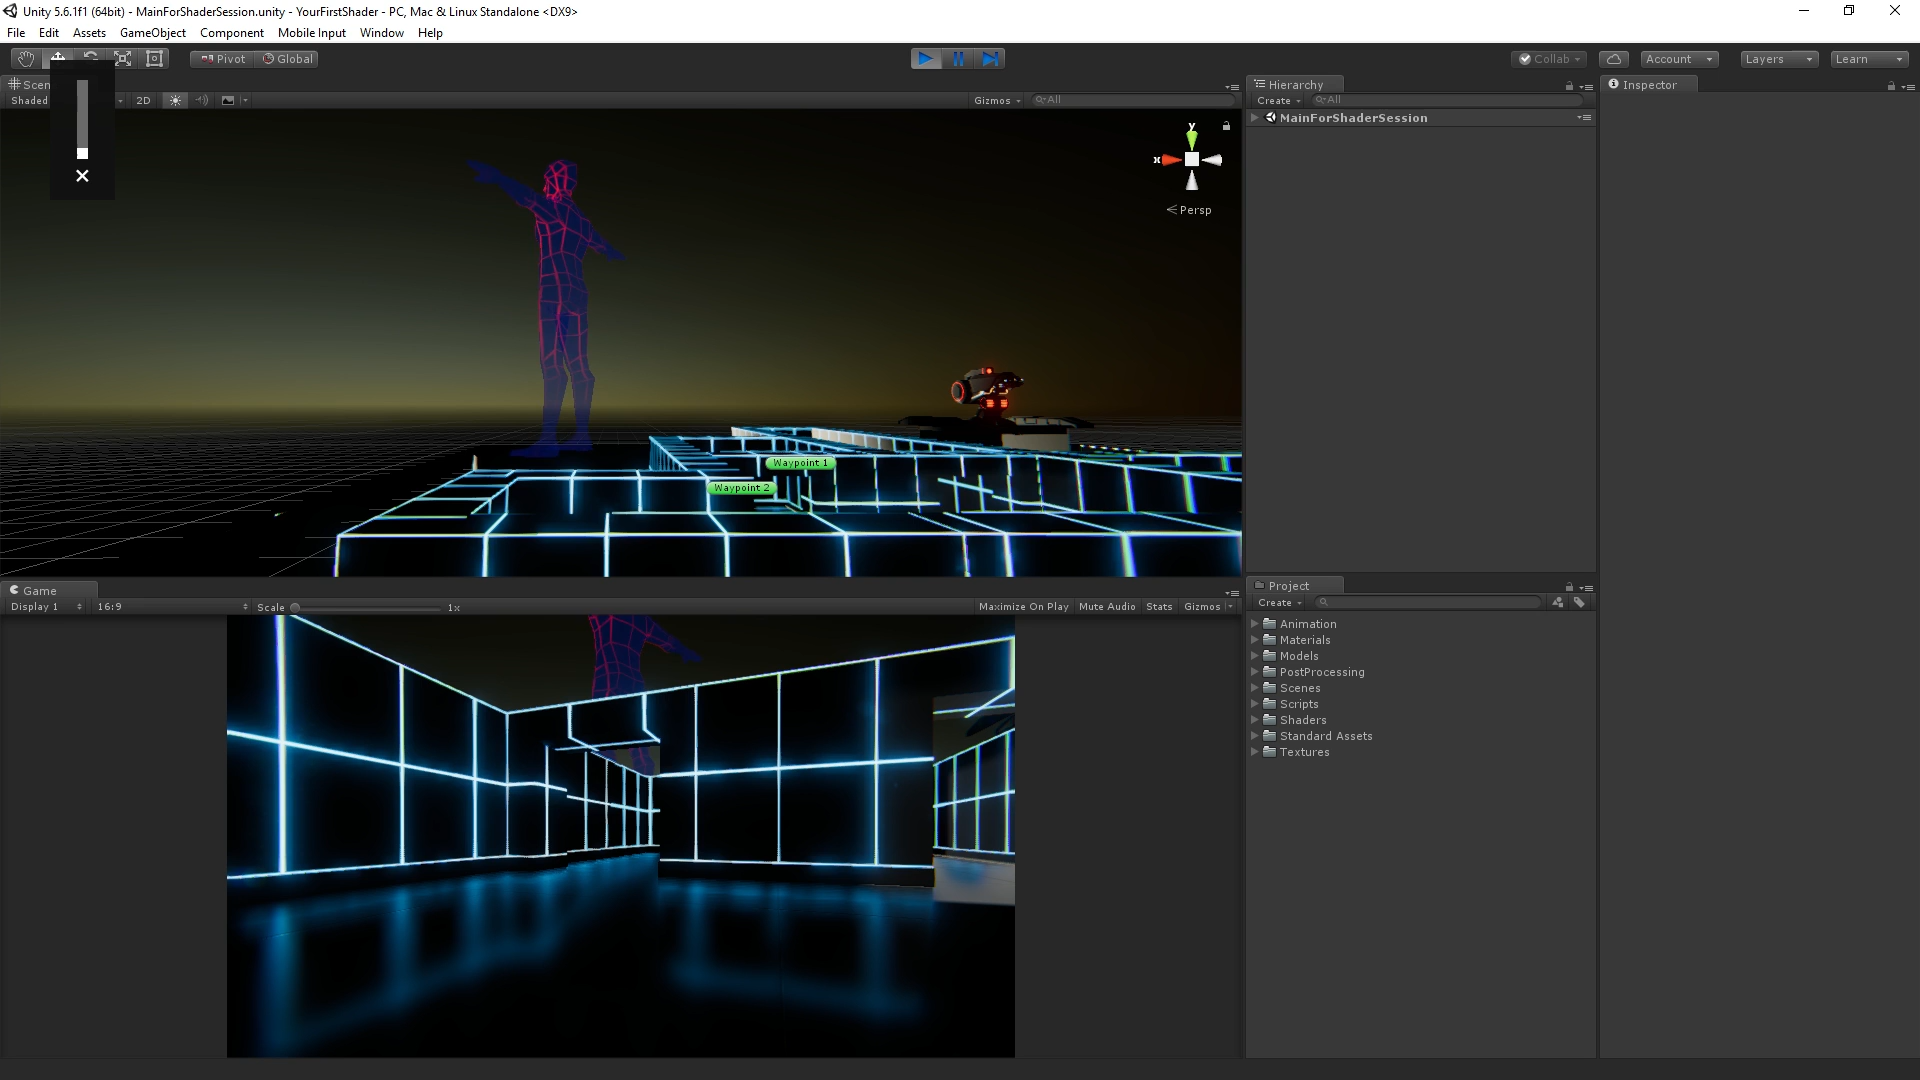 Unity 5.6.1f1 (64bit) - MainForShaderSession.unity - YourFirstShader - PC, Mac & Linux Standalone <DX9>
File Edit Assets GameObject Component Mobile Input Window Help
Pivot Global Collab Account Layers Learn
Scen
Shaded 2D Gizmos All
y
x
Persp
Waypoint 1
Waypoint 2
Game
Display 1 16:9 Scale 1x Maximize On Play Mute Audio Stats Gizmos
Hierarchy
Create All
MainForShaderSession
Project
Create
Animation
Materials
Models
PostProcessing
Scenes
Scripts
Shaders
Standard Assets
Textures
Inspector